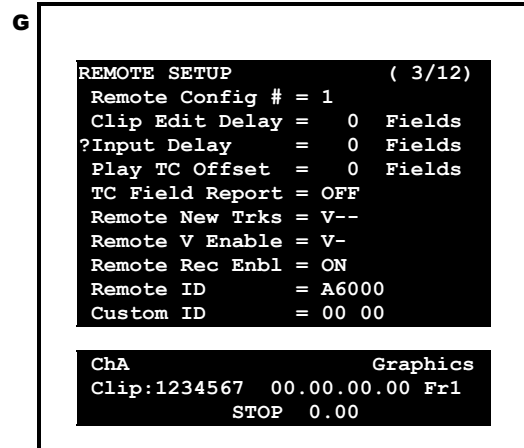 G
REMOTE SETUP ( 3/12)
Remote Config # = 1
Clip Edit Delay = 0 Fields
?Input Delay = 0 Fields
Play TC Offset = 0 Fields
TC Field Report = OFF
Remote New Trks = V--
Remote V Enable = V-
Remote Rec Enbl = ON
Remote ID = A6000
Custom ID = 00 00
ChA Graphics
Clip:1234567 00.00.00.00 Fr1
STOP 0.00